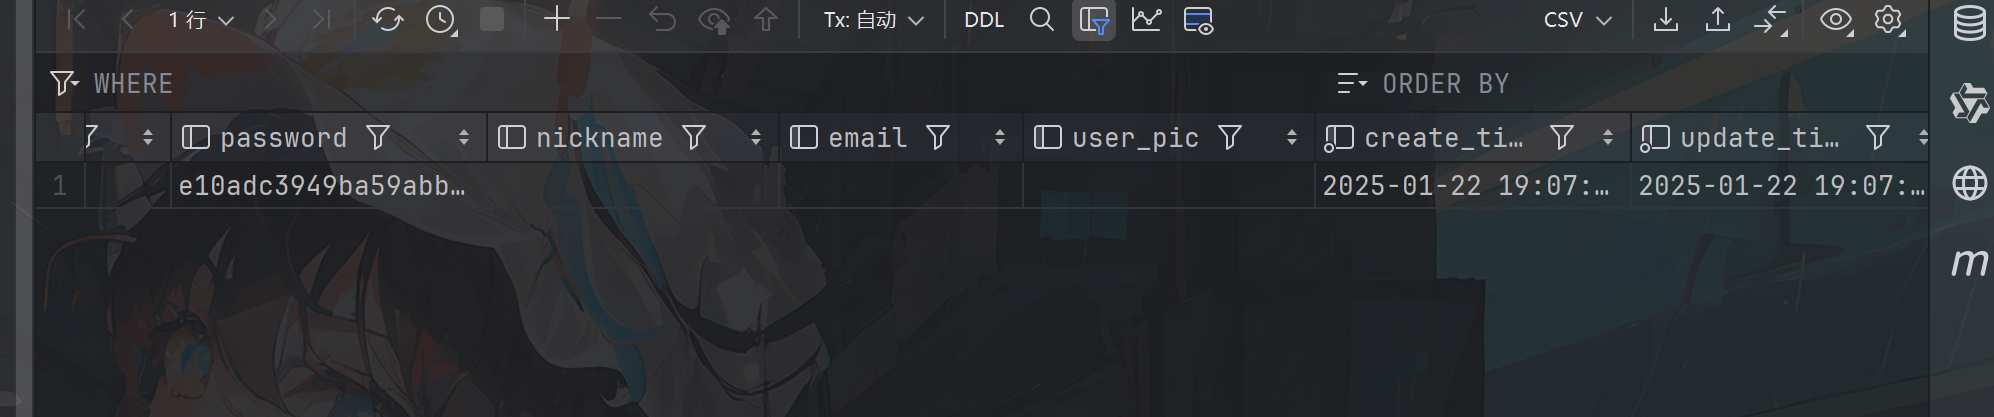 1 行 Tx: 自动 DDL CSV
WHERE ORDER BY
password nickname email user_pic create_ti… update_ti…
1 e10adc3949ba59abb… 2025-01-22 19:07:… 2025-01-22 19:07:…
m